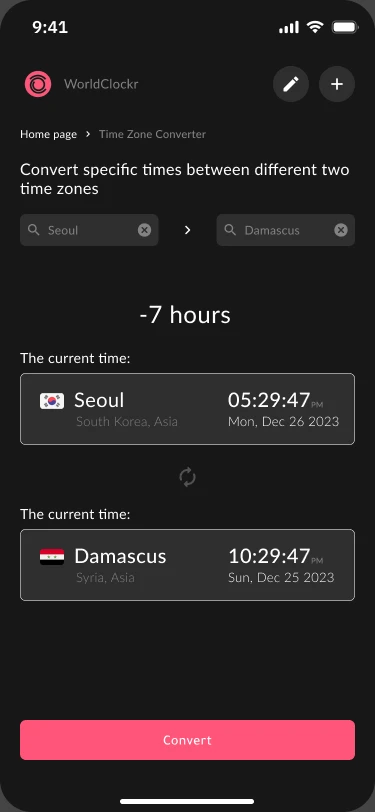 9:41
WorldClockr
Home page > Time Zone Converter
Convert specific times between different two
time zones
Seoul > Damascus
-7 hours
The current time:
Seoul 05:29:47 PM
South Korea, Asia Mon, Dec 26 2023
The current time:
Damascus 10:29:47 PM
Syria, Asia Sun, Dec 25 2023
Convert